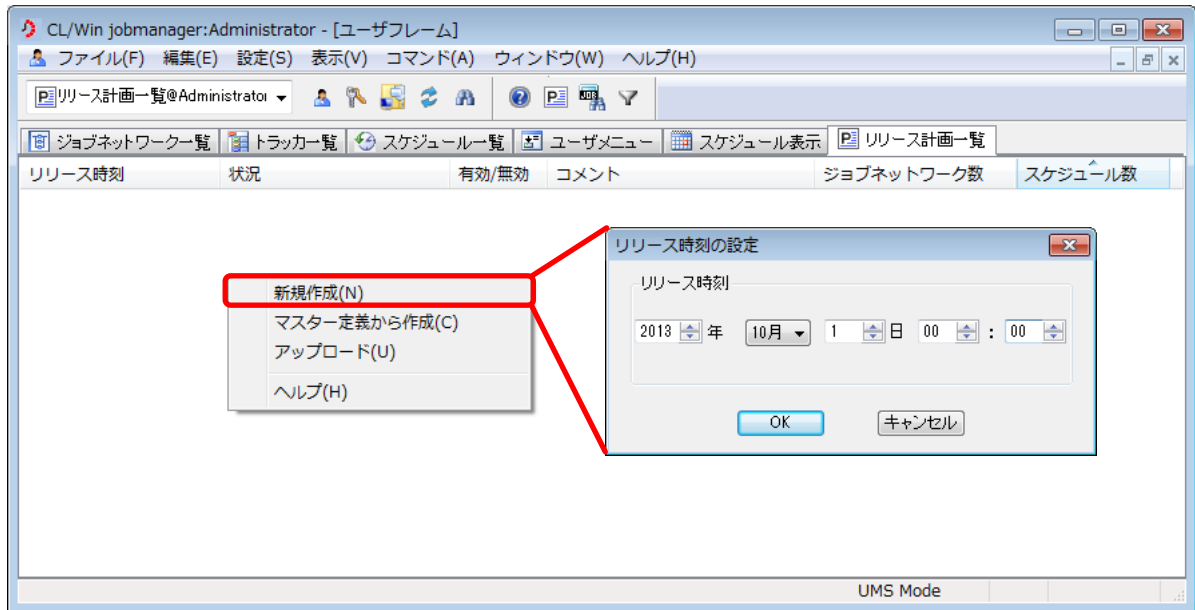 CL/Win jobmanager:Administrator - [ユーザフレーム]
ファイル(F) 編集(E) 設定(S) 表示(V) コマンド(A) ウィンドウ(W) ヘルプ(H)
リリース計画一覧@Administrator
ジョブネットワーク一覧 トラッカ一覧 スケジュール一覧 ユーザメニュー スケジュール表示 リリース計画一覧
リリース時刻 状況 有効/無効 コメント ジョブネットワーク数 スケジュール数
新規作成(N)
マスター定義から作成(C)
アップロード(U)
ヘルプ(H)
リリース時刻の設定
リリース時刻
2013 年 10月 1 日 00 : 00
OK キャンセル
UMS Mode